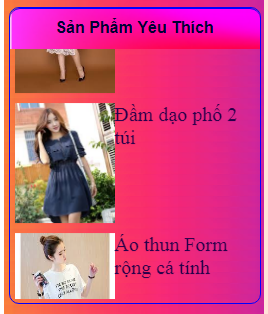 Sản Phẩm Yêu Thích
Đầm dạo phố 2
túi
Áo thun Form
rộng cá tính